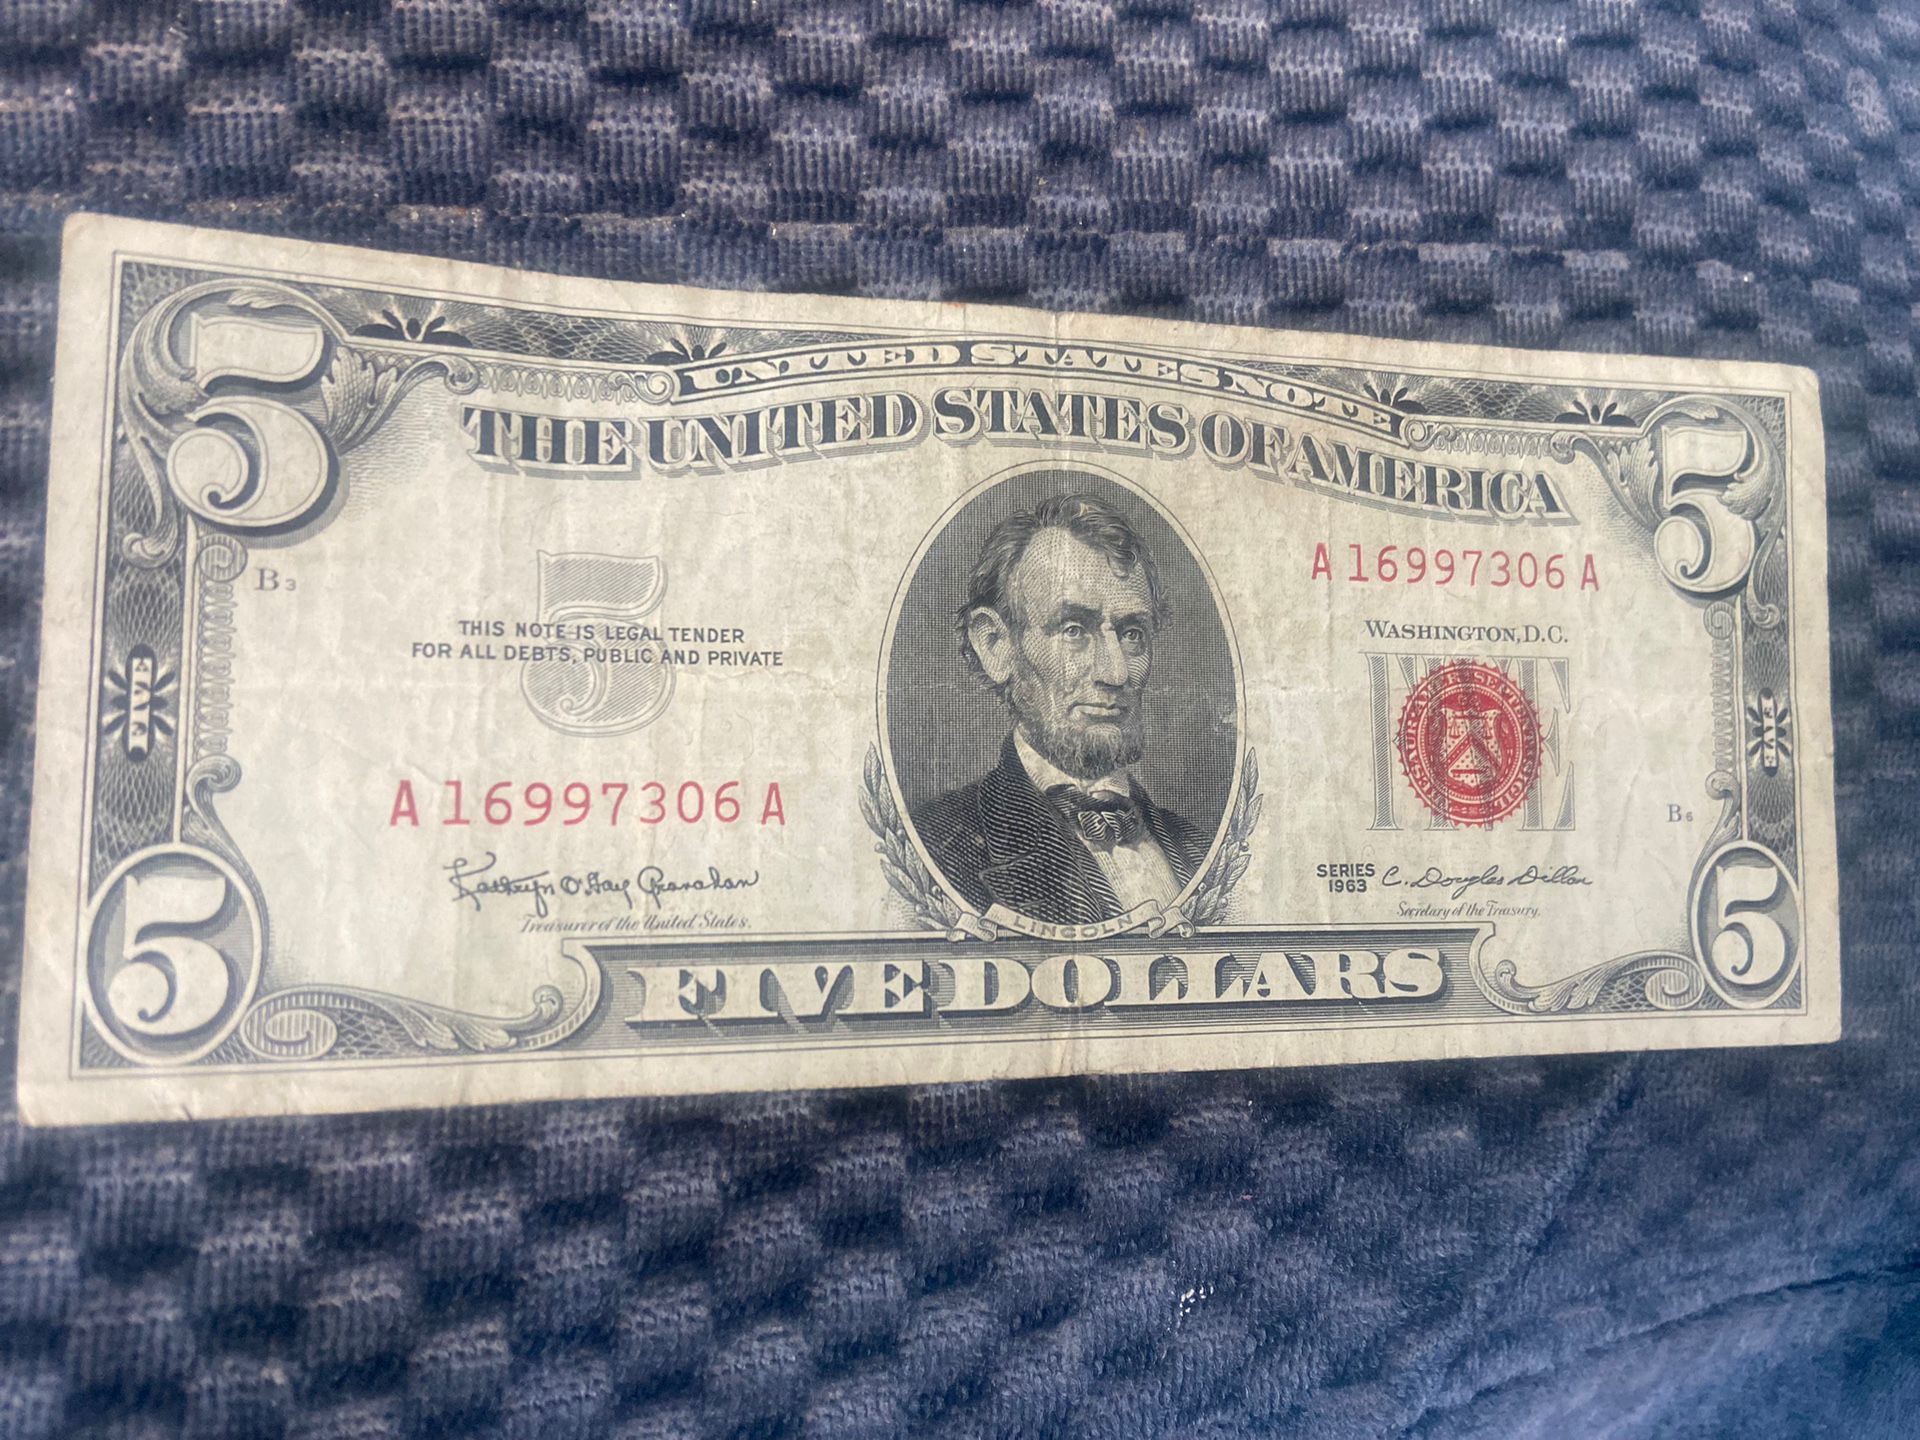 5 UNITED STATES NOTE 5
THE UNITED STATES OF AMERICA
B3
5
A 16997306 A
THIS NOTE IS LEGAL TENDER
FOR ALL DEBTS, PUBLIC AND PRIVATE
WASHINGTON, D.C.
FIVE
FIVE
FIVE
A 16997306 A
B6
Kathryn O'Hay Granahan
Treasurer of the United States.
SERIES
1963
C. Douglas Dillon
Secretary of the Treasury.
LINCOLN
5 FIVE DOLLARS 5